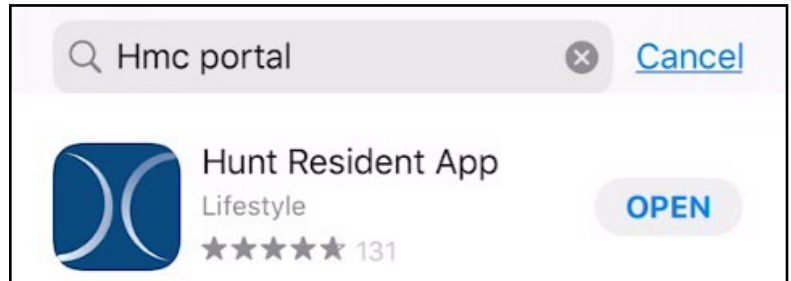 Hmc portal Cancel
Hunt Resident App
Lifestyle
OPEN
131